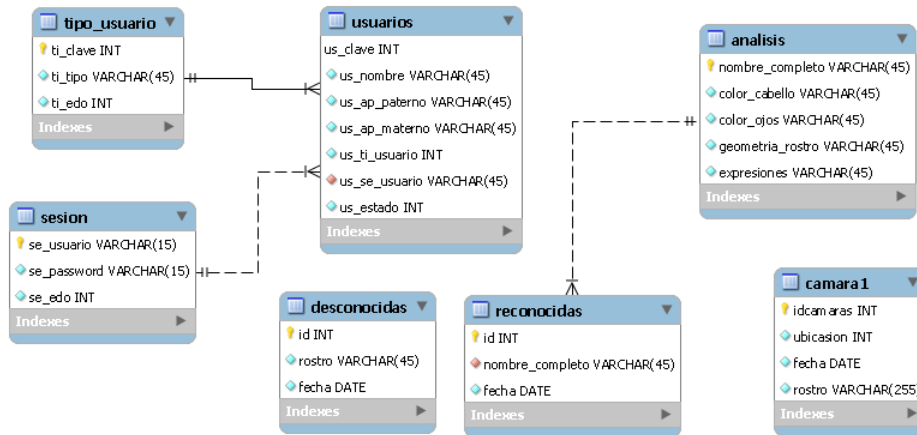 tipo_usuario
ti_clave INT
ti_tipo VARCHAR(45)
ti_edo INT
Indexes
usuarios
us_clave INT
us_nombre VARCHAR(45)
us_ap_paterno VARCHAR(45)
us_ap_materno VARCHAR(45)
us_ti_usuario INT
us_se_usuario VARCHAR(45)
us_estado INT
Indexes
analisis
nombre_completo VARCHAR(45)
color_cabello VARCHAR(45)
color_ojos VARCHAR(45)
geometria_rostro VARCHAR(45)
expresiones VARCHAR(45)
Indexes
sesion
se_usuario VARCHAR(15)
se_password VARCHAR(15)
se_edo INT
Indexes
desconocidas
id INT
rostro VARCHAR(45)
fecha DATE
Indexes
reconocidas
id INT
nombre_completo VARCHAR(45)
fecha DATE
Indexes
camara1
idcamaras INT
ubicasion INT
fecha DATE
rostro VARCHAR(255)
Indexes